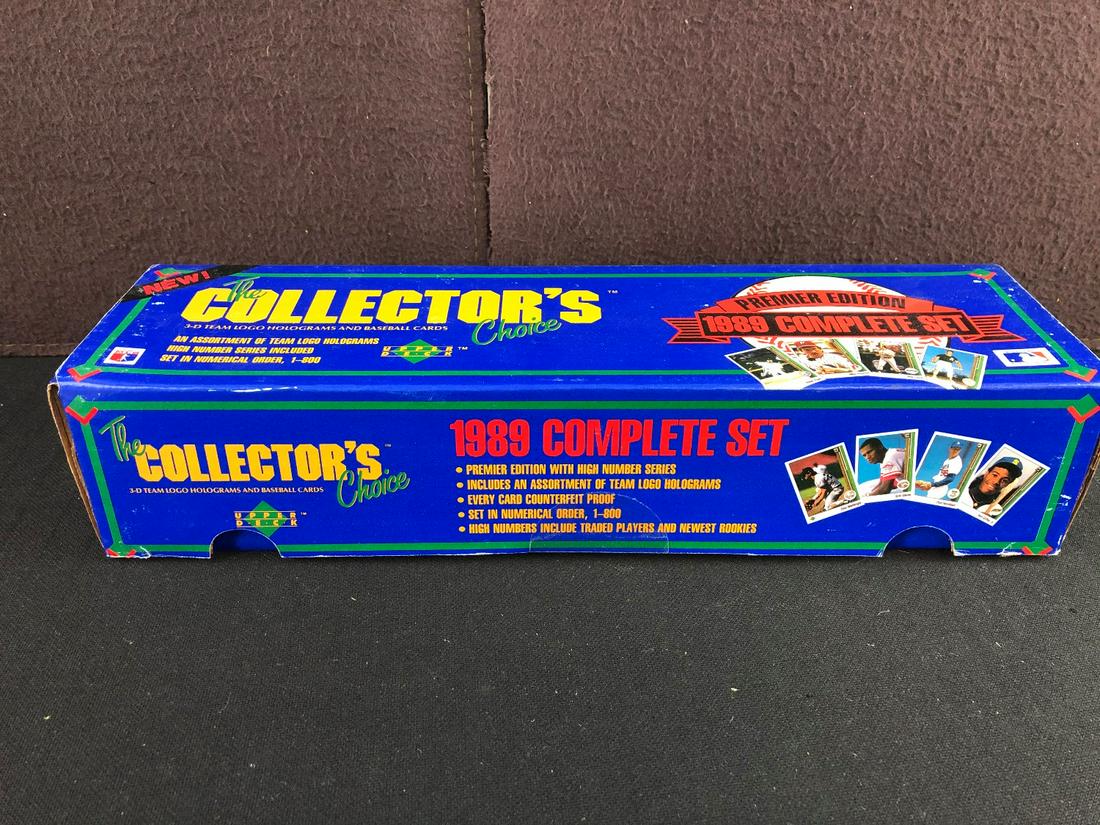 NEW!
The
COLLECTOR'S™
Choice
3-D TEAM LOGO HOLOGRAMS AND BASEBALL CARDS
AN ASSORTMENT OF TEAM LOGO HOLOGRAMS
HIGH NUMBER SERIES INCLUDED
SET IN NUMERICAL ORDER, 1-800
UPPER
DECK™
PREMIER EDITION
1989 COMPLETE SET
The
COLLECTOR'S™
Choice
3-D TEAM LOGO HOLOGRAMS AND BASEBALL CARDS
UPPER
DECK™
1989 COMPLETE SET
• PREMIER EDITION WITH HIGH NUMBER SERIES
• INCLUDES AN ASSORTMENT OF TEAM LOGO HOLOGRAMS
• EVERY CARD COUNTERFEIT PROOF
• SET IN NUMERICAL ORDER, 1-800
• HIGH NUMBERS INCLUDE TRADED PLAYERS AND NEWEST ROOKIES